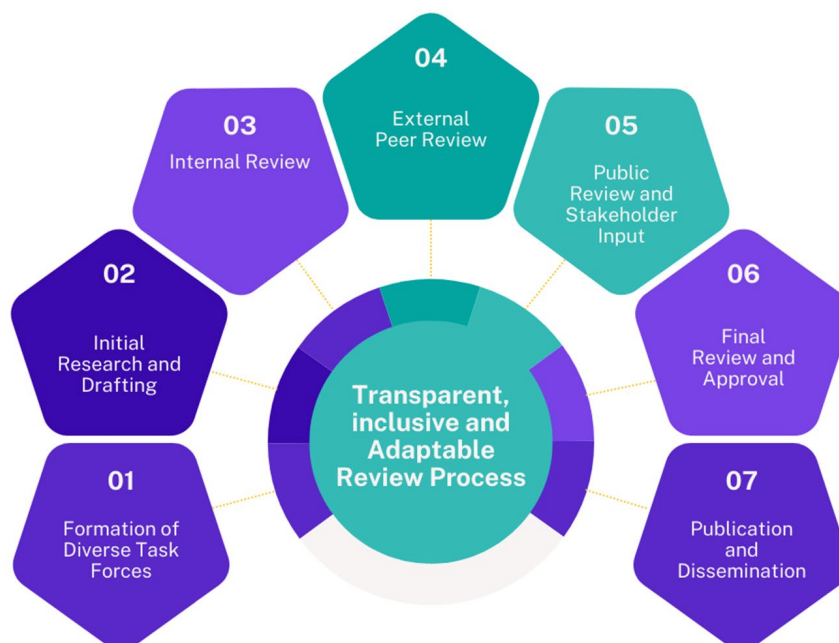 01
Formation of
Diverse Task
Forces
02
Initial
Research and
Drafting
03
Internal Review
04
External
Peer Review
05
Public
Review and
Stakeholder
Input
06
Final
Review and
Approval
07
Publication
and
Dissemination
Transparent,
inclusive and
Adaptable
Review Process